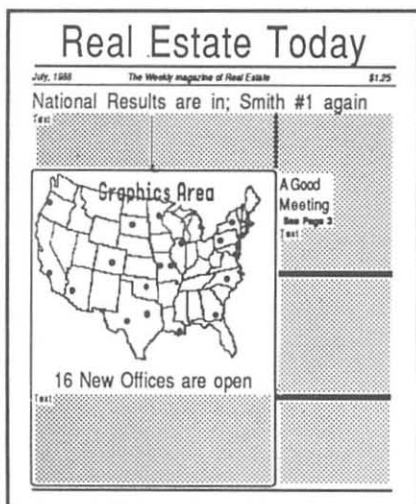 Real Estate Today
July, 1988 The Weekly magazine of Real Estate $1.25
National Results are in; Smith #1 again
Text
Graphics Area
A Good
Meeting
See Page 3
Text
16 New Offices are open
Text